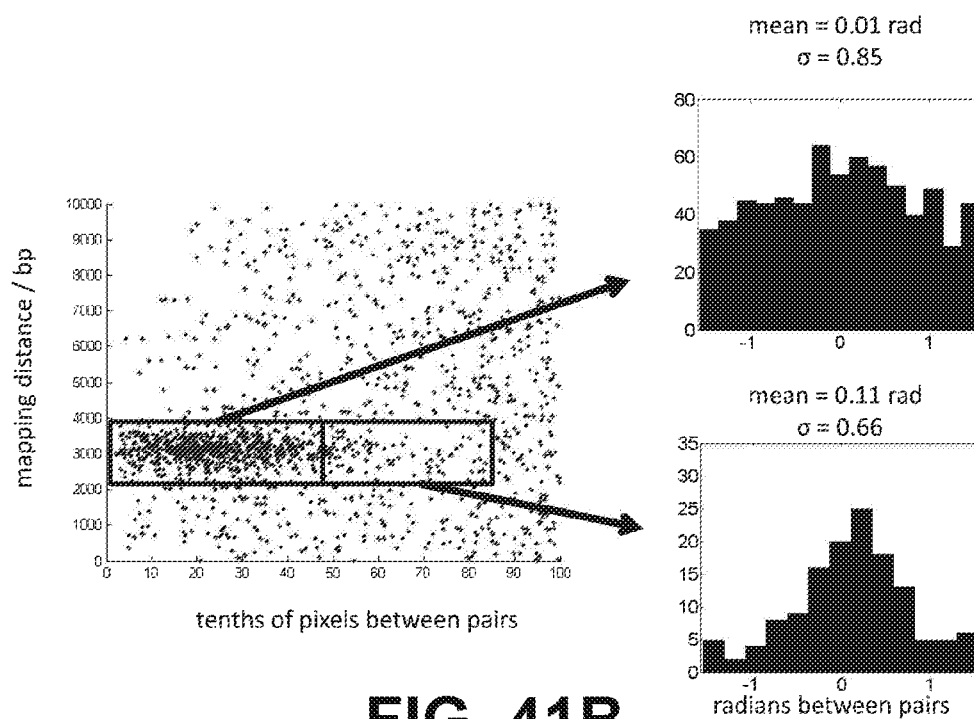 mean = 0.01 rad
σ = 0.85
80
60
40
20
0
-1 0 1
mapping distance / bp
10000
9000
8000
7000
6000
5000
4000
3000
2000
1000
0
0 10 20 30 40 50 60 70 80 90 100
tenths of pixels between pairs
mean = 0.11 rad
σ = 0.66
35
30
25
20
15
10
5
0
-1 0 1
radians between pairs
FIG. 41B